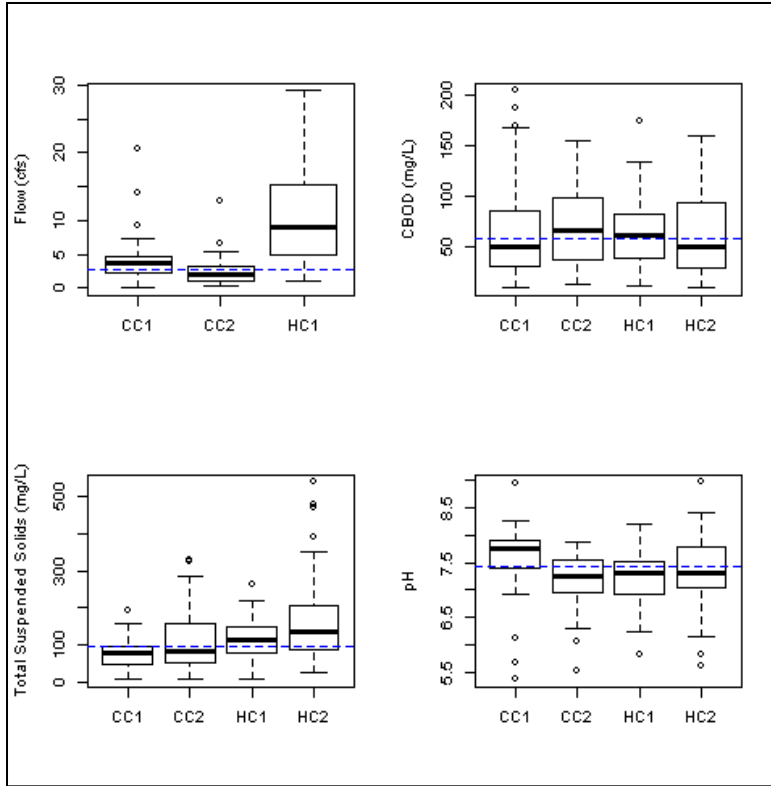 Flow (cfs)
30
20
10
5
0
CC1 CC2 HC1
CBOD (mg/L)
200
150
100
50
CC1 CC2 HC1 HC2
Total Suspended Solids (mg/L)
500
300
100
0
CC1 CC2 HC1 HC2
pH
8.5
7.5
6.5
5.5
CC1 CC2 HC1 HC2